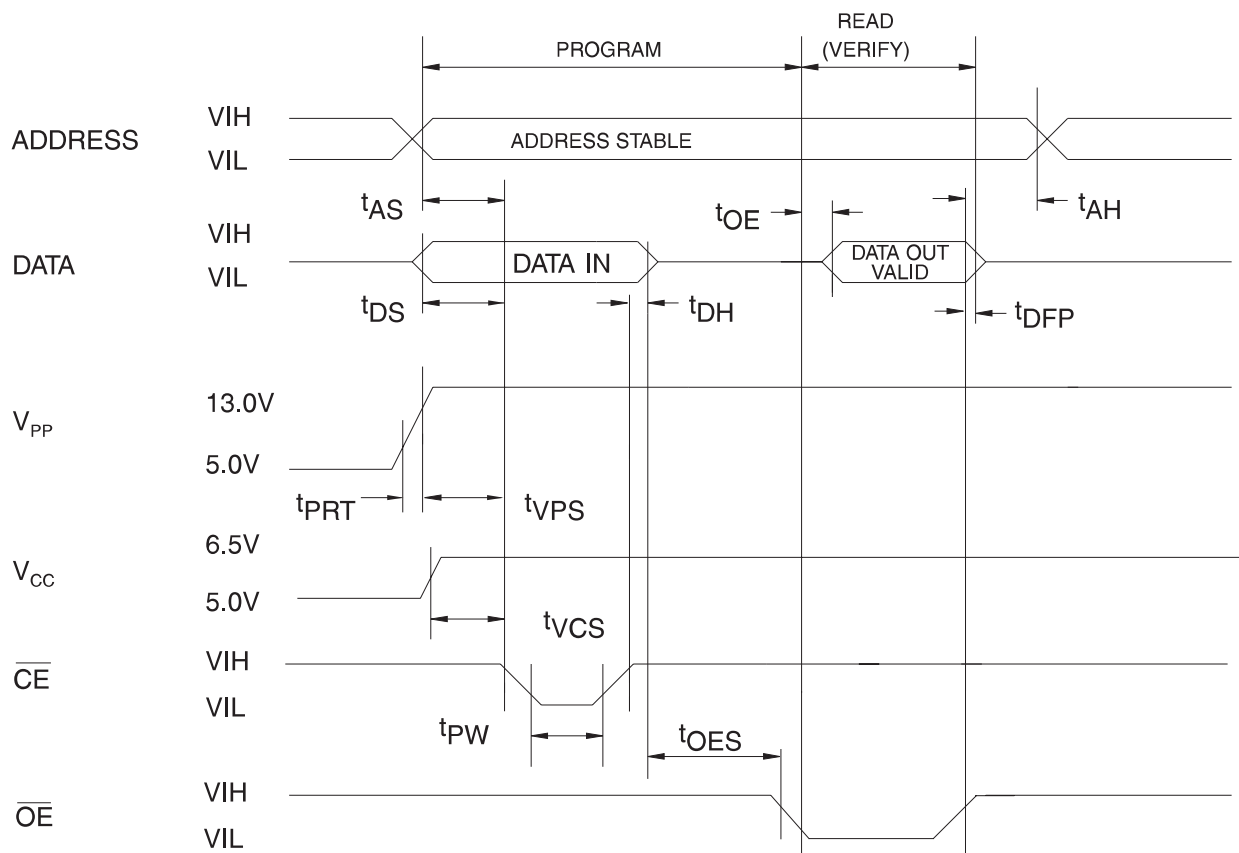 READ
PROGRAM (VERIFY)
VIH
ADDRESS ADDRESS STABLE
VIL
tAS tOE tAH
VIH
DATA DATA IN DATA OUT VALID
VIL
tDS tDH tDFP
13.0V
VPP
5.0V
tPRT tVPS
6.5V
VCC
5.0V
tVCS
VIH
C̅E̅
VIL
tPW tOES
VIH
O̅E̅
VIL